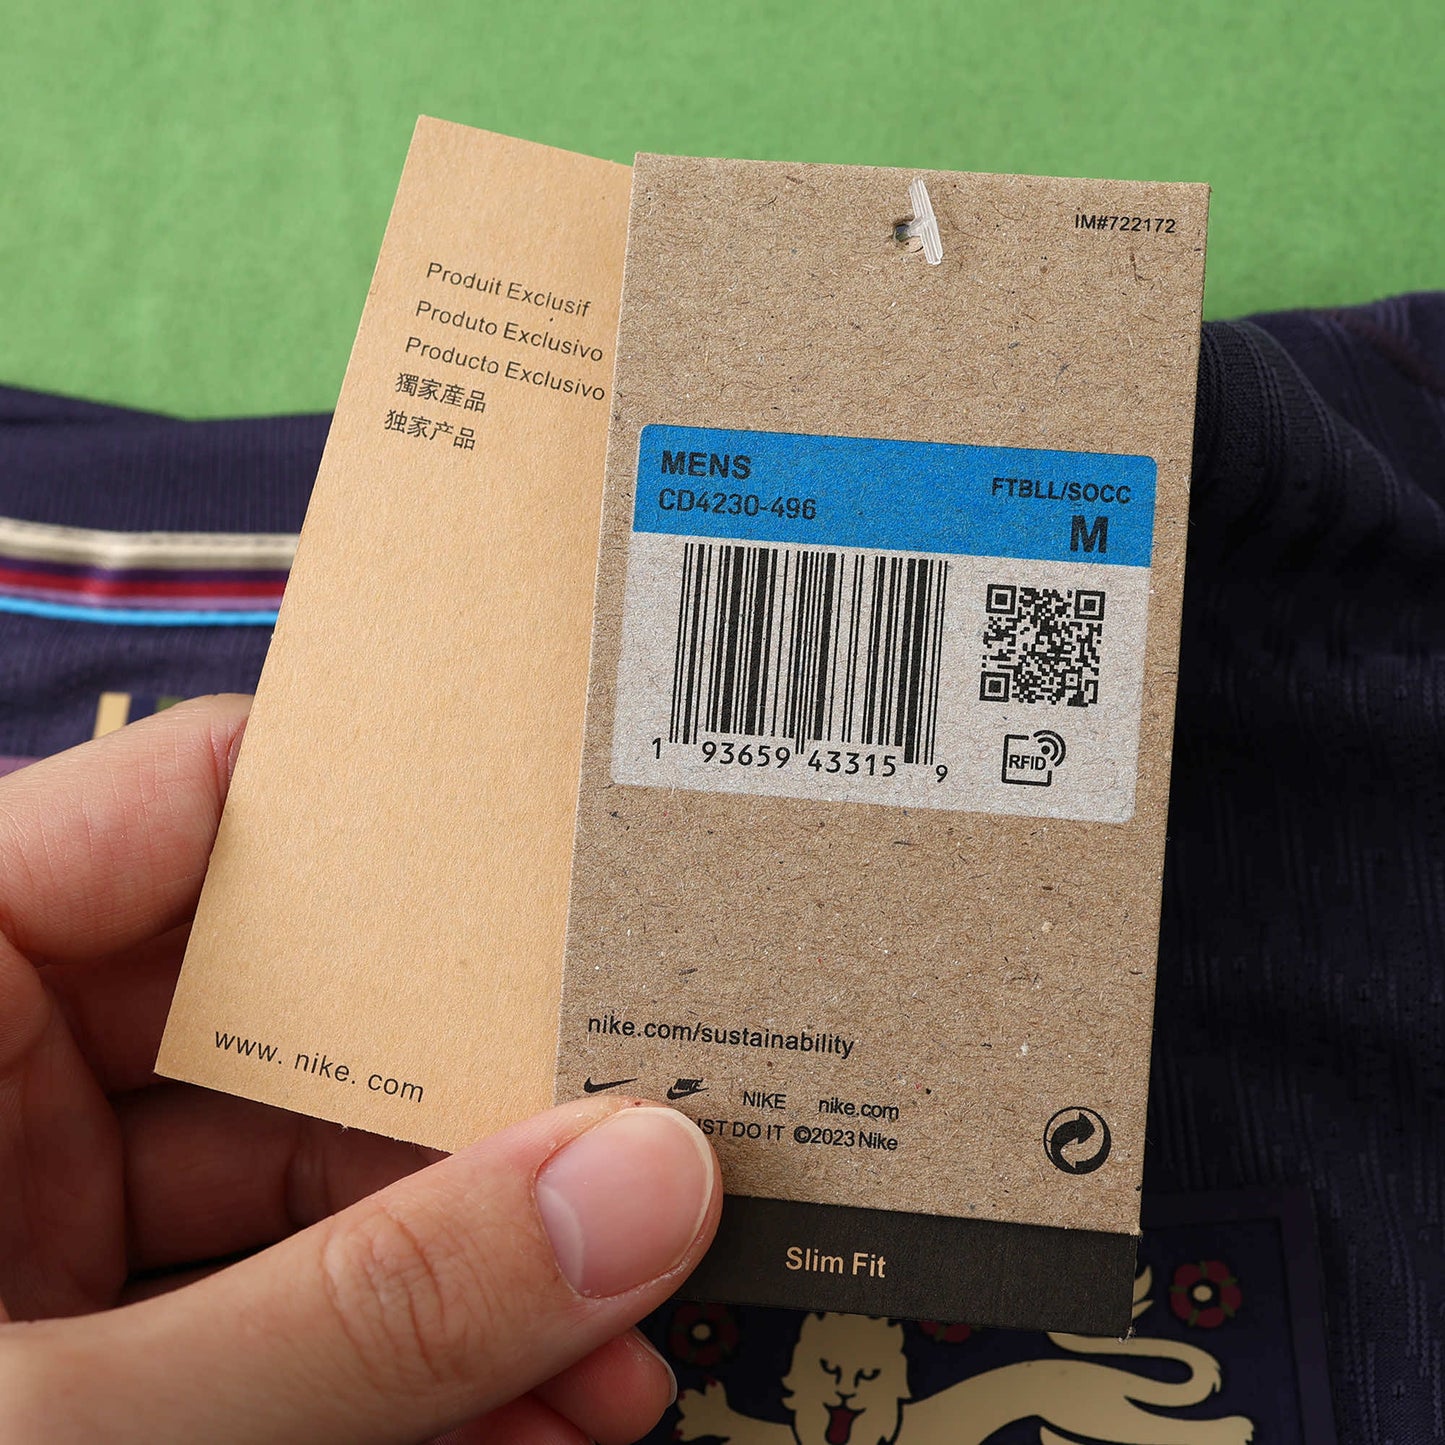 Produit Exclusif
Produto Exclusivo
Producto Exclusivo
獨家產品
独家产品
www. nike. com
IM#722172
MENS
CD4230-496
FTBLL/SOCC
M
1 93659 43315 9
RFID
nike.com/sustainability
NIKE nike.com
DO IT ©2023 Nike
Slim Fit